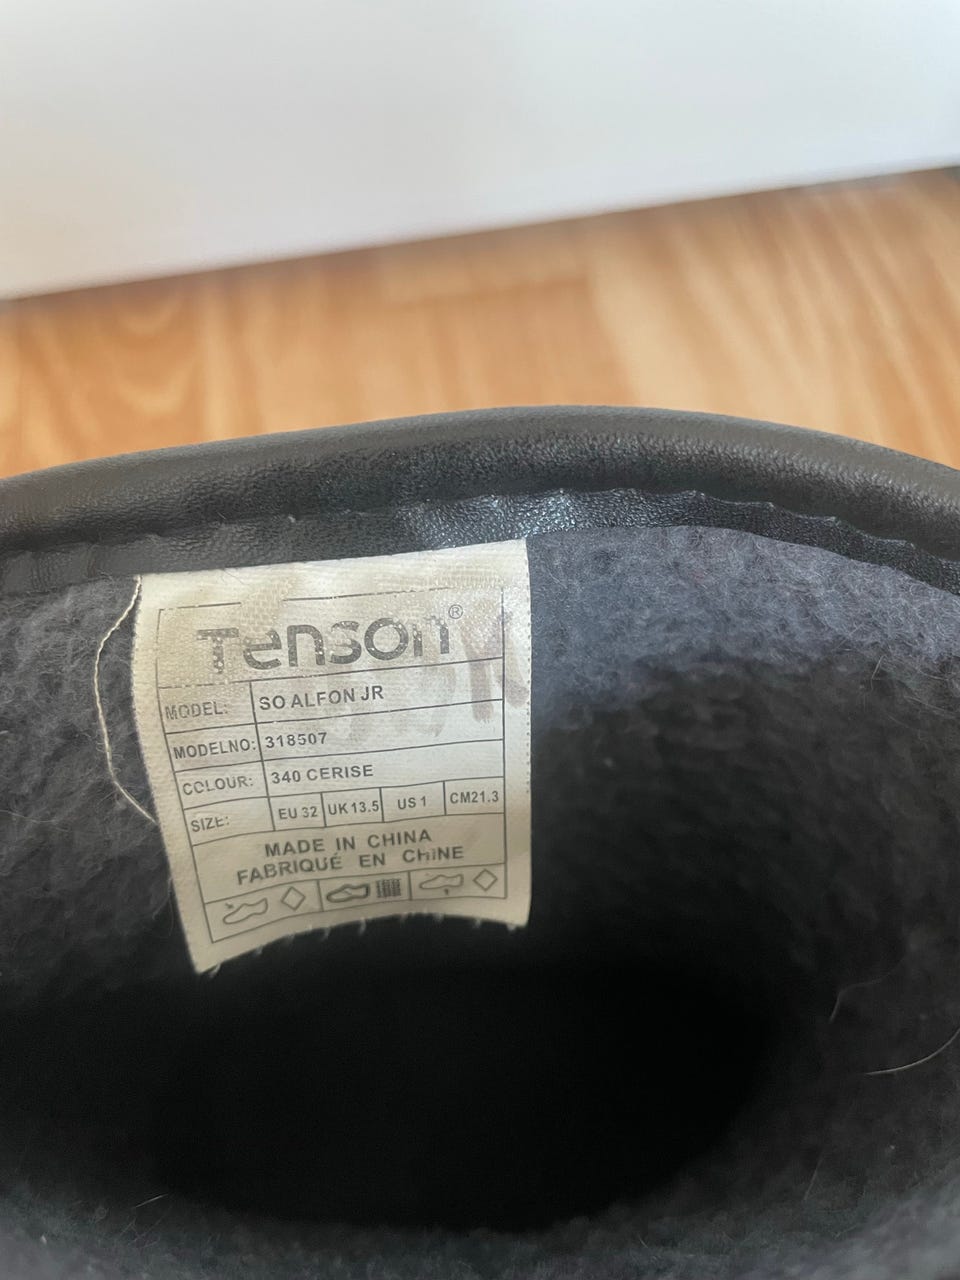 Tenson®
MODEL: SO ALFON JR
MODELNO: 318507
COLOUR: 340 CERISE
SIZE: EU 32 UK 13.5 US 1 CM21.3
MADE IN CHINA
FABRIQUÉ EN CHINE